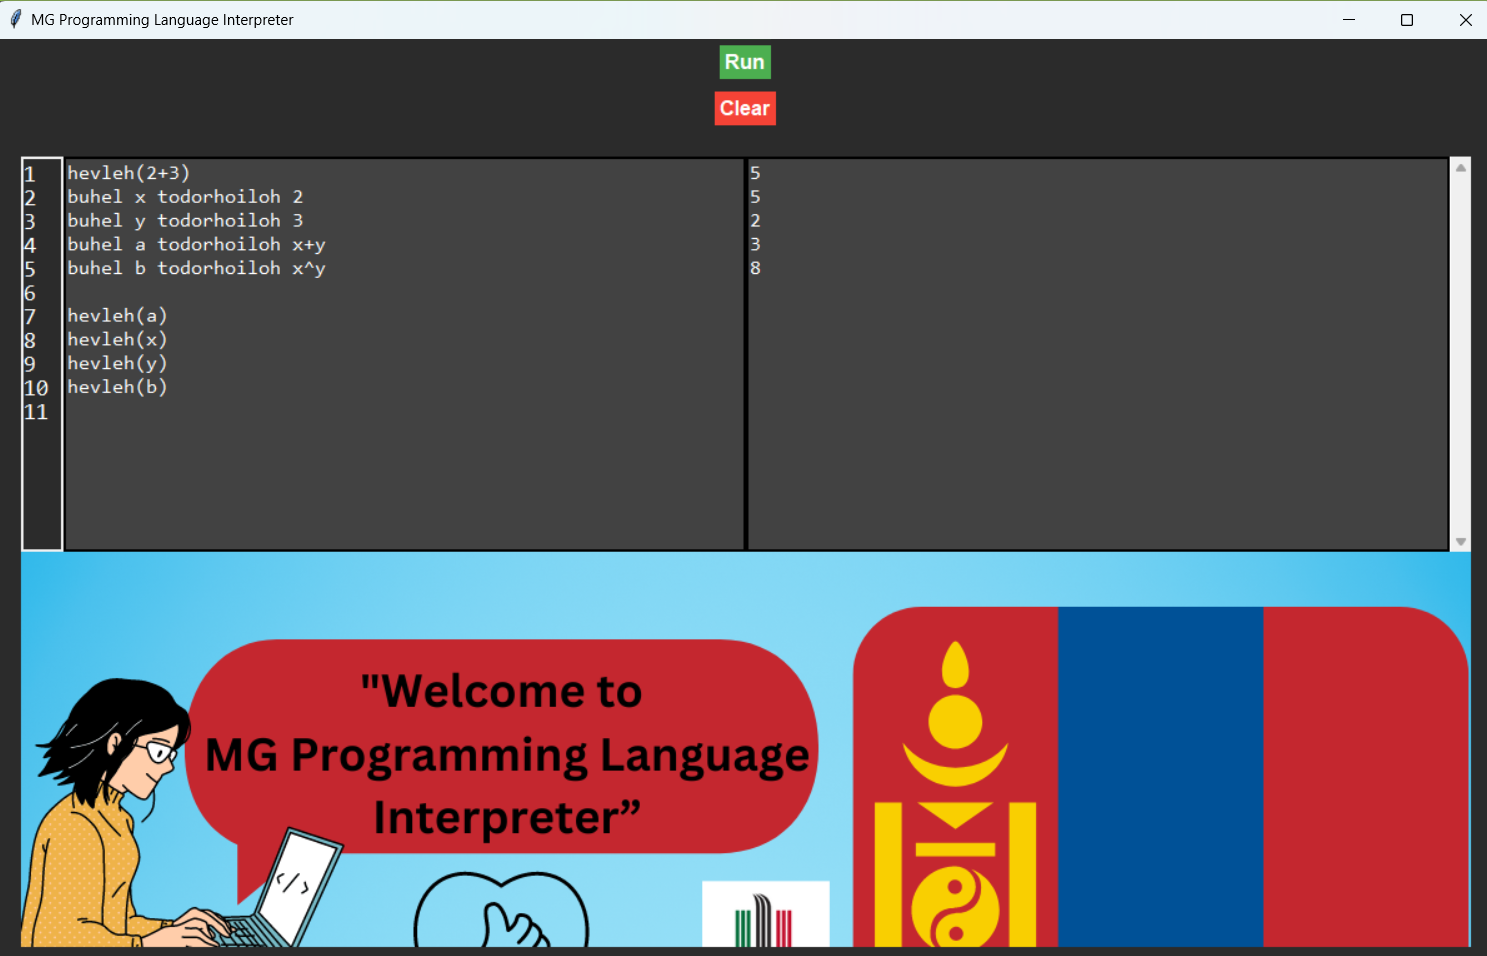 MG Programming Language Interpreter
Run
Clear
1 hevleh(2+3)
2 buhel x todorhoiloh 2
3 buhel y todorhoiloh 3
4 buhel a todorhoiloh x+y
5 buhel b todorhoiloh x^y
6
7 hevleh(a)
8 hevleh(x)
9 hevleh(y)
10 hevleh(b)
11
5
5
2
3
8
"Welcome to
MG Programming Language
Interpreter”
</>